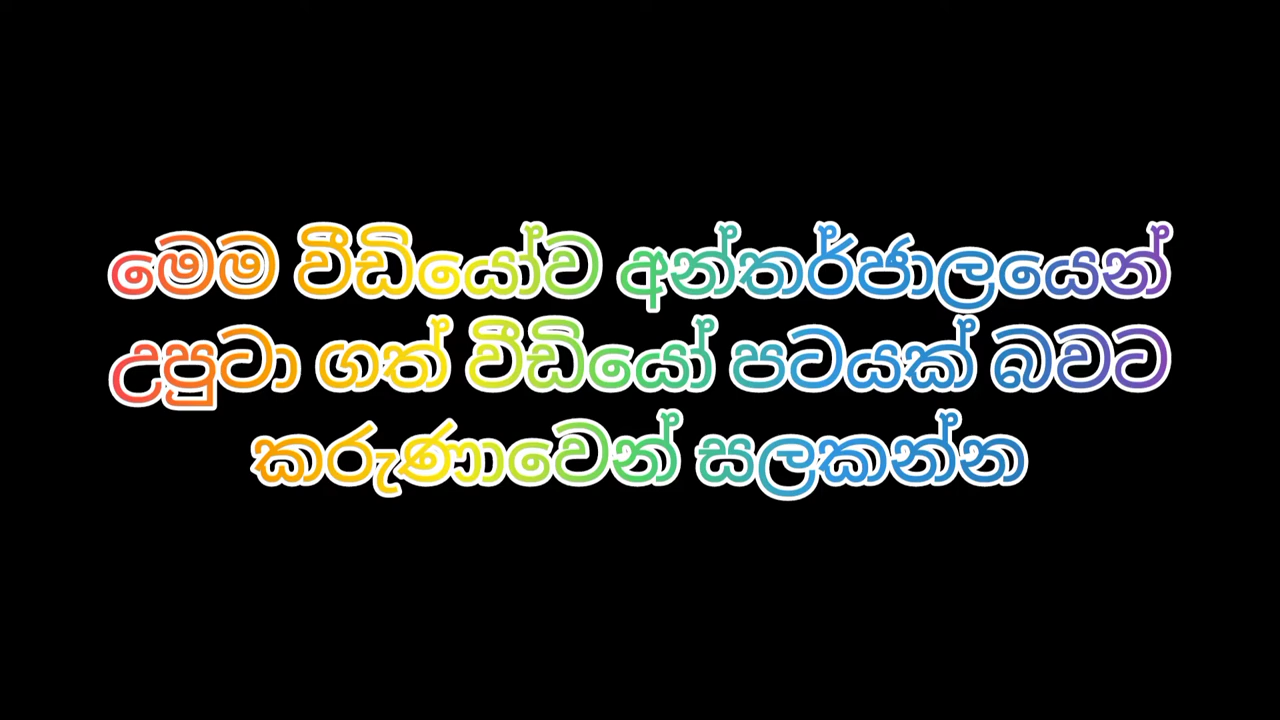 මෙම වීඩියෝව අන්තර්ජාලයෙන්
උපුටා ගත් වීඩියෝ පටයක් බවට
කරුණාවෙන් සලකන්න